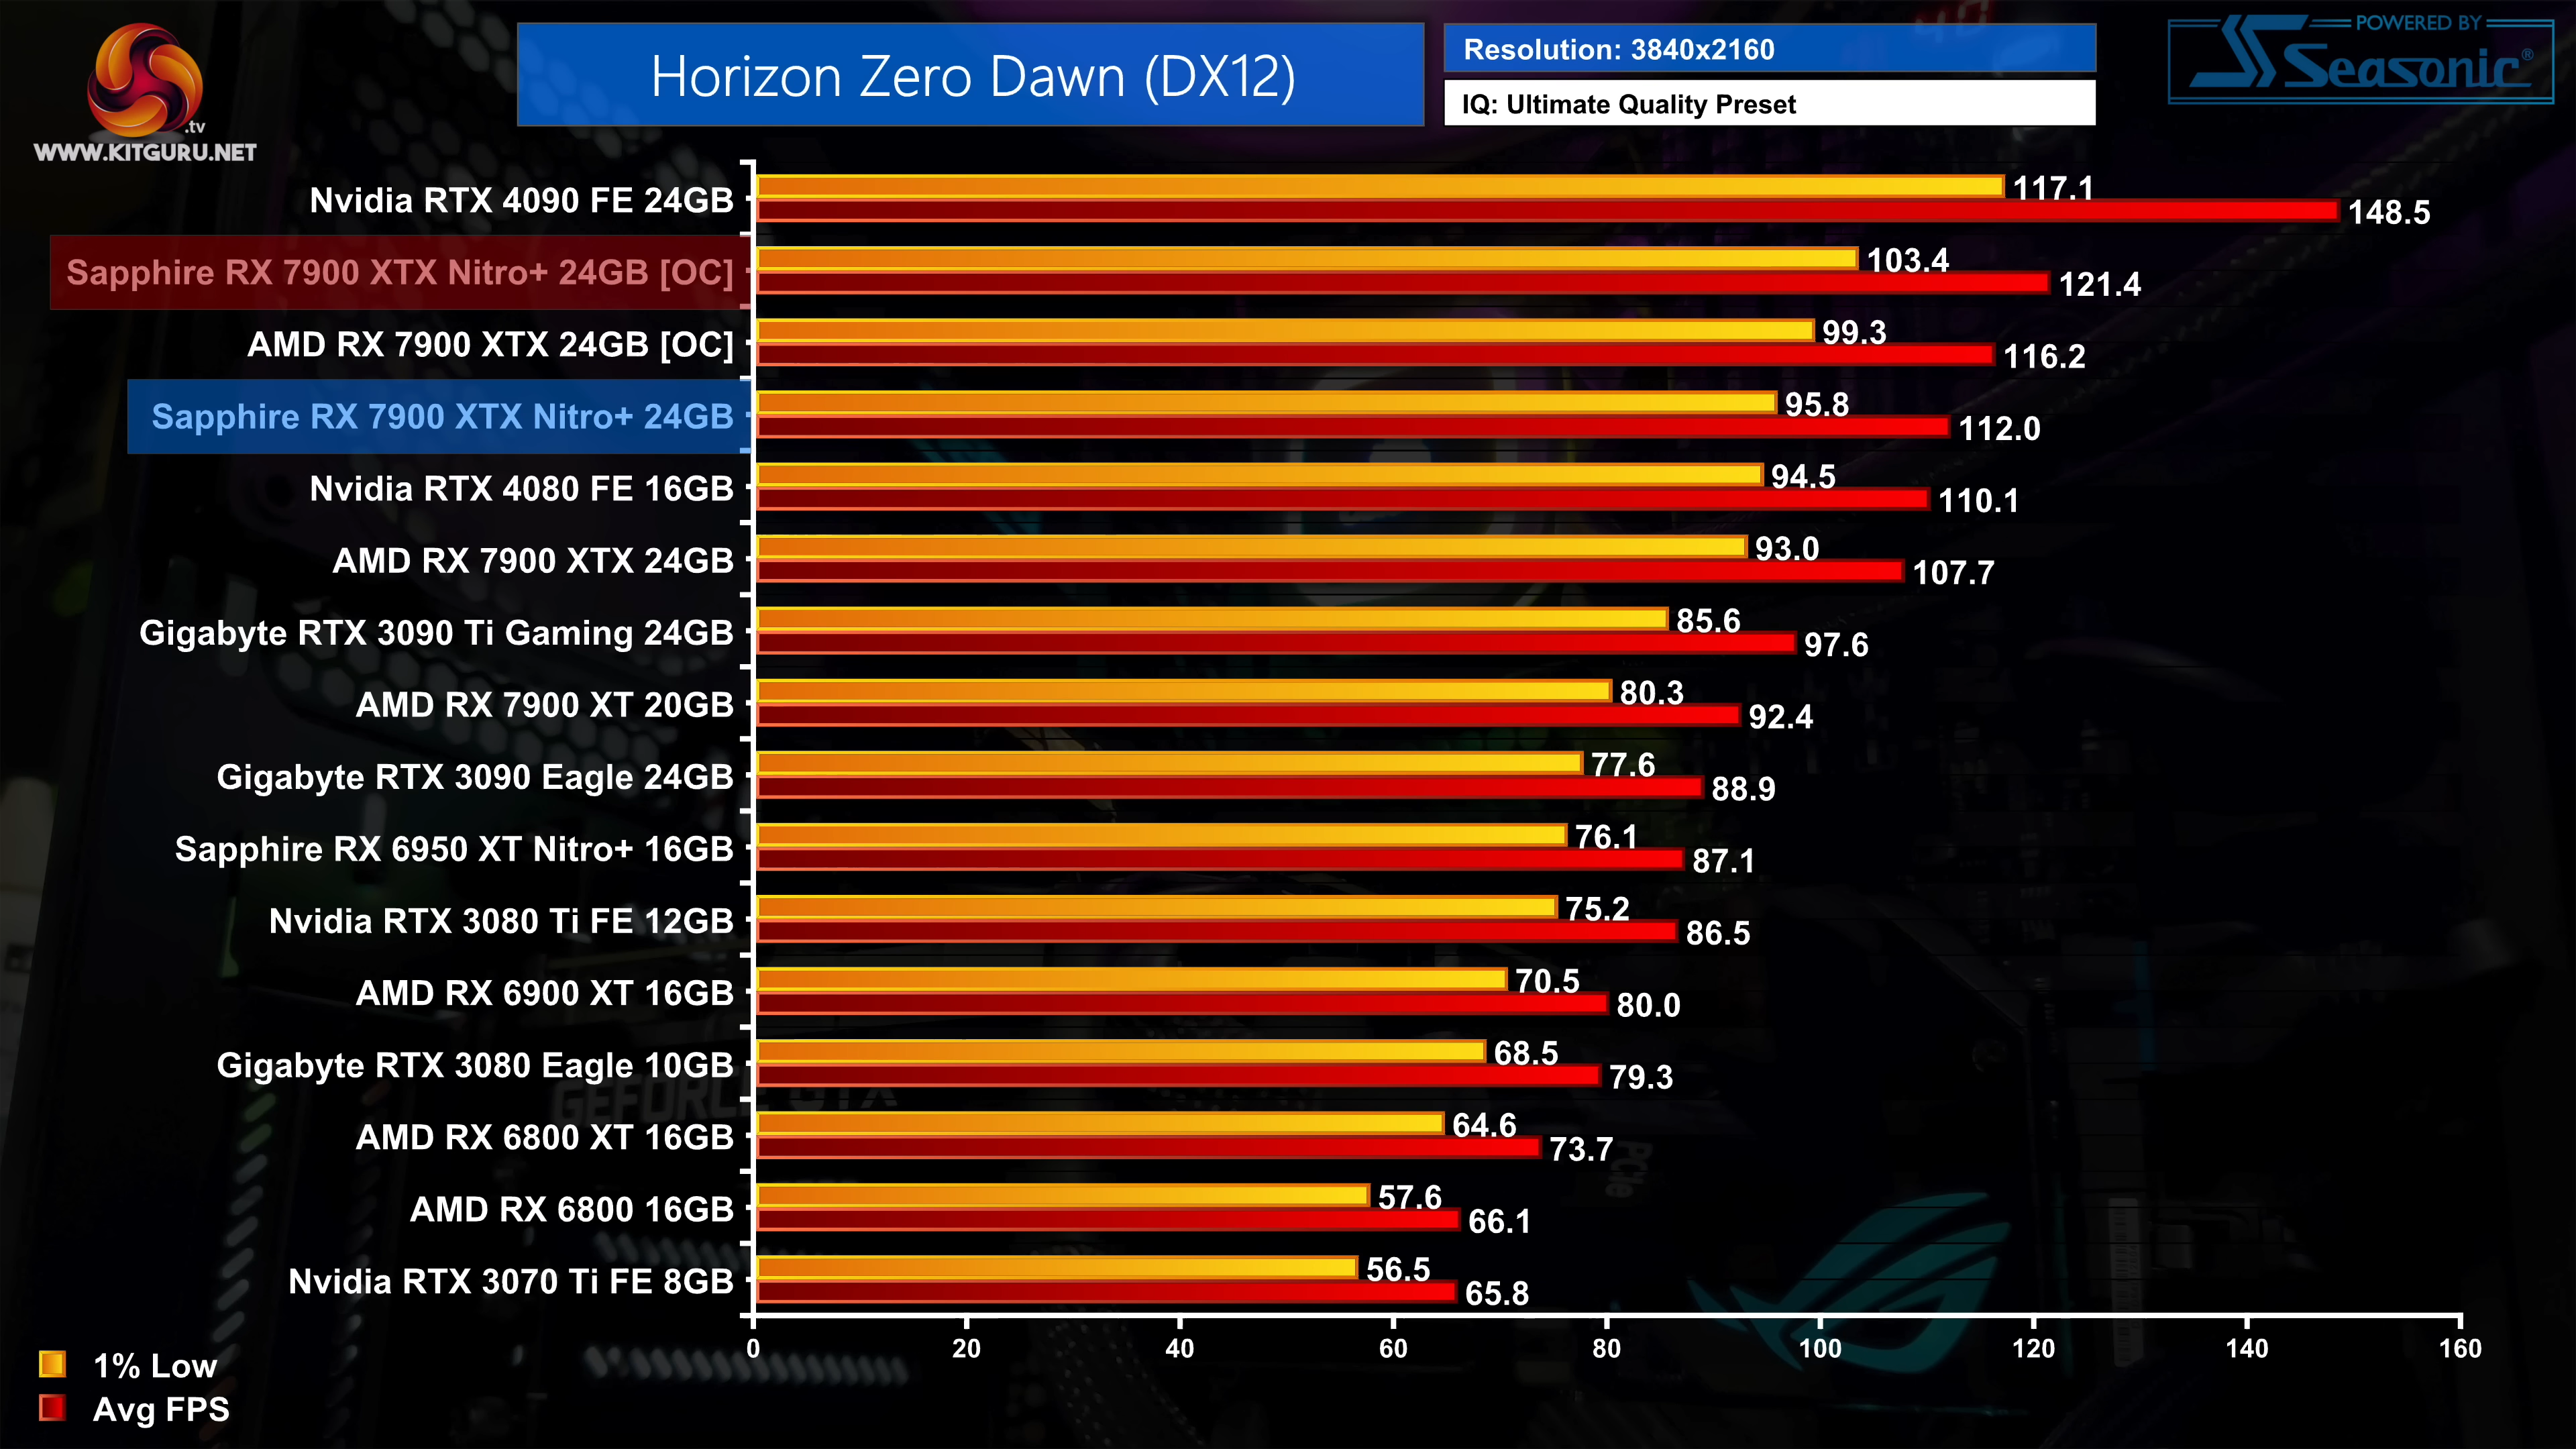 .tv
WWW.KITGURU.NET
Horizon Zero Dawn (DX12)
Resolution: 3840x2160
IQ: Ultimate Quality Preset
POWERED BY
Seasonic®
Nvidia RTX 4090 FE 24GB
117.1
148.5
Sapphire RX 7900 XTX Nitro+ 24GB [OC]
103.4
121.4
AMD RX 7900 XTX 24GB [OC]
99.3
116.2
Sapphire RX 7900 XTX Nitro+ 24GB
95.8
112.0
Nvidia RTX 4080 FE 16GB
94.5
110.1
AMD RX 7900 XTX 24GB
93.0
107.7
Gigabyte RTX 3090 Ti Gaming 24GB
85.6
97.6
AMD RX 7900 XT 20GB
80.3
92.4
Gigabyte RTX 3090 Eagle 24GB
77.6
88.9
Sapphire RX 6950 XT Nitro+ 16GB
76.1
87.1
Nvidia RTX 3080 Ti FE 12GB
75.2
86.5
AMD RX 6900 XT 16GB
70.5
80.0
Gigabyte RTX 3080 Eagle 10GB
68.5
79.3
GEFORCE GTX
AMD RX 6800 XT 16GB
64.6
73.7
PCIe
AMD RX 6800 16GB
57.6
66.1
Nvidia RTX 3070 Ti FE 8GB
56.5
65.8
0 20 40 60 80 100 120 140 160
1% Low
Avg FPS